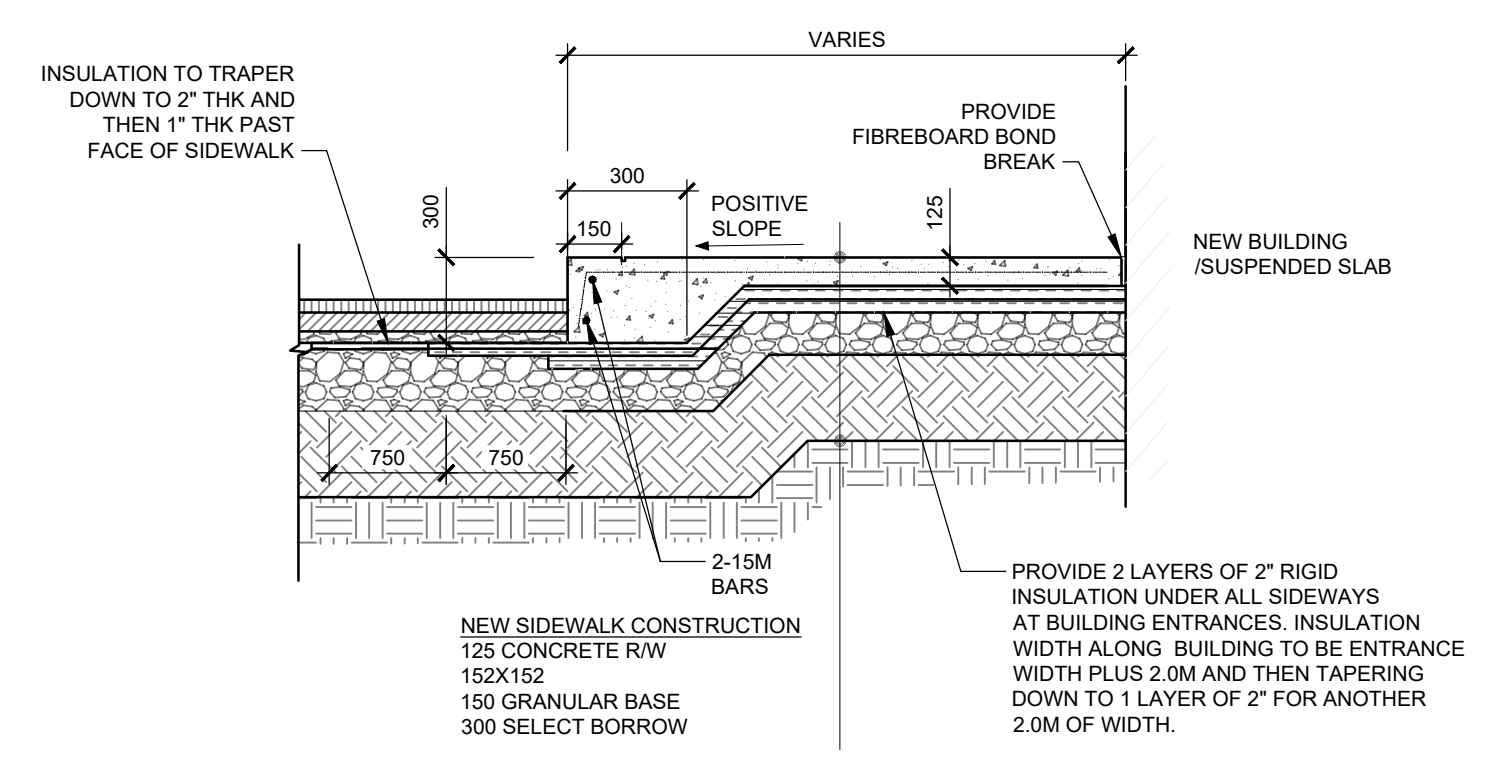 VARIES
INSULATION TO TRAPER
DOWN TO 2" THK AND
THEN 1" THK PAST
FACE OF SIDEWALK
PROVIDE
FIBREBOARD BOND
BREAK
300
300
150
POSITIVE
SLOPE
125
NEW BUILDING
/SUSPENDED SLAB
750
750
2-15M
BARS
NEW SIDEWALK CONSTRUCTION
125 CONCRETE R/W
152X152
150 GRANULAR BASE
300 SELECT BORROW
PROVIDE 2 LAYERS OF 2" RIGID
INSULATION UNDER ALL SIDEWAYS
AT BUILDING ENTRANCES. INSULATION
WIDTH ALONG BUILDING TO BE ENTRANCE
WIDTH PLUS 2.0M AND THEN TAPERING
DOWN TO 1 LAYER OF 2" FOR ANOTHER
2.0M OF WIDTH.